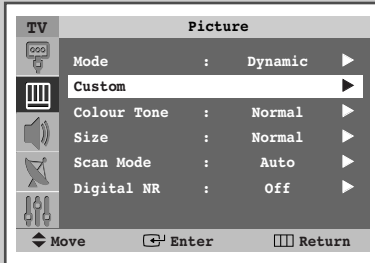 TV Picture
Mode : Dynamic
Custom
Colour Tone : Normal
Size : Normal
Scan Mode : Auto
Digital NR : Off
Move Enter Return